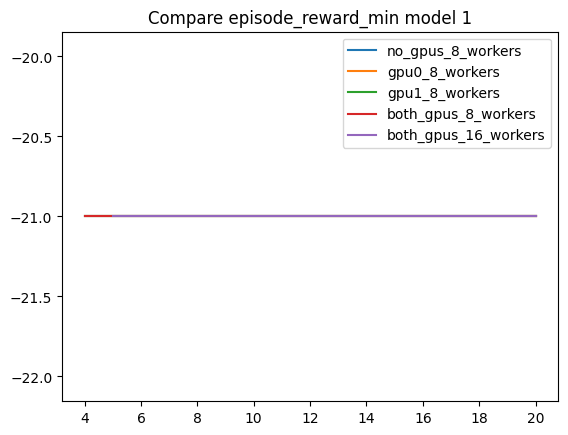 Compare episode_reward_min model 1
no_gpus_8_workers
gpu0_8_workers
gpu1_8_workers
both_gpus_8_workers
both_gpus_16_workers
−20.0
−20.5
−21.0
−21.5
−22.0
4 6 8 10 12 14 16 18 20